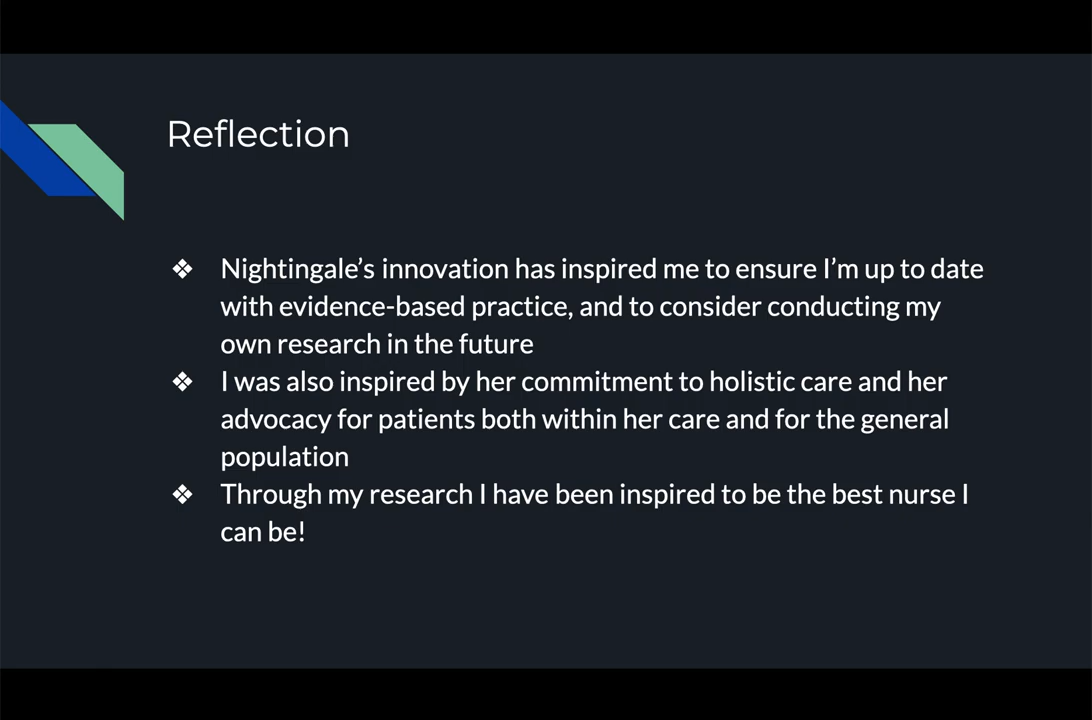 Reflection
❖ Nightingale’s innovation has inspired me to ensure I’m up to date
with evidence-based practice, and to consider conducting my
own research in the future
❖ I was also inspired by her commitment to holistic care and her
advocacy for patients both within her care and for the general
population
❖ Through my research I have been inspired to be the best nurse I
can be!